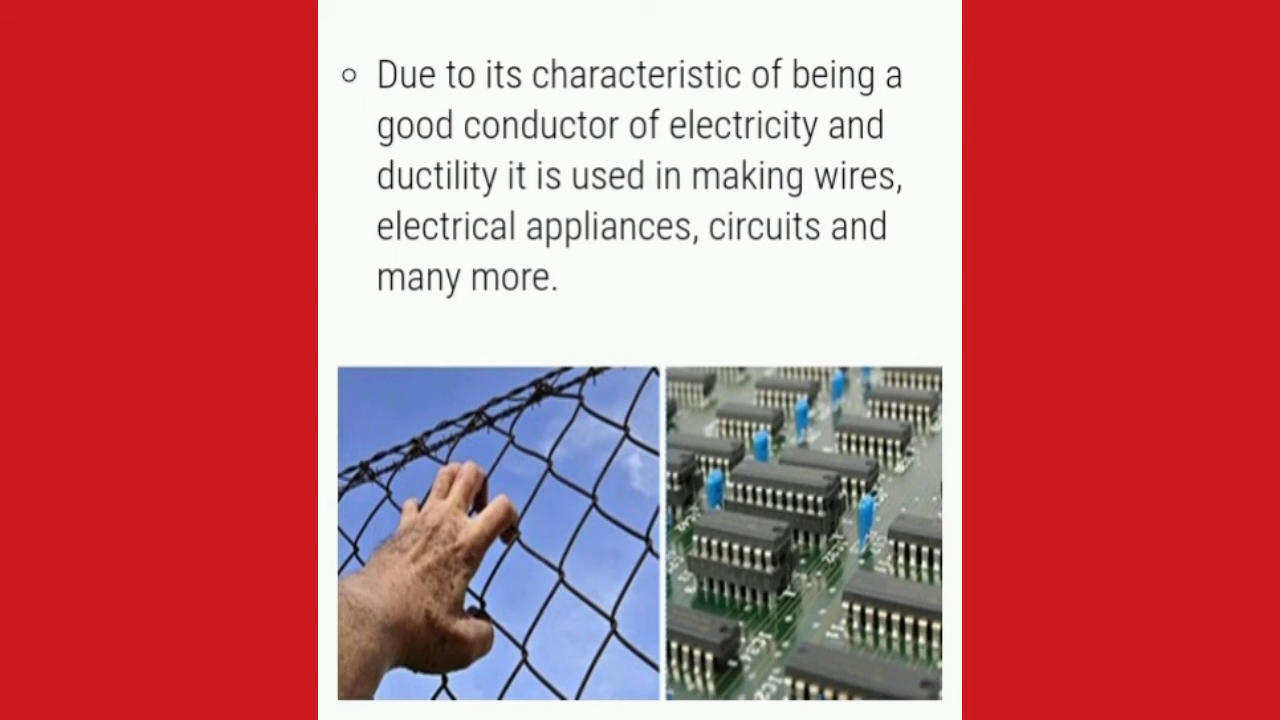 Due to its characteristic of being a
good conductor of electricity and
ductility it is used in making wires,
electrical appliances, circuits and
many more.